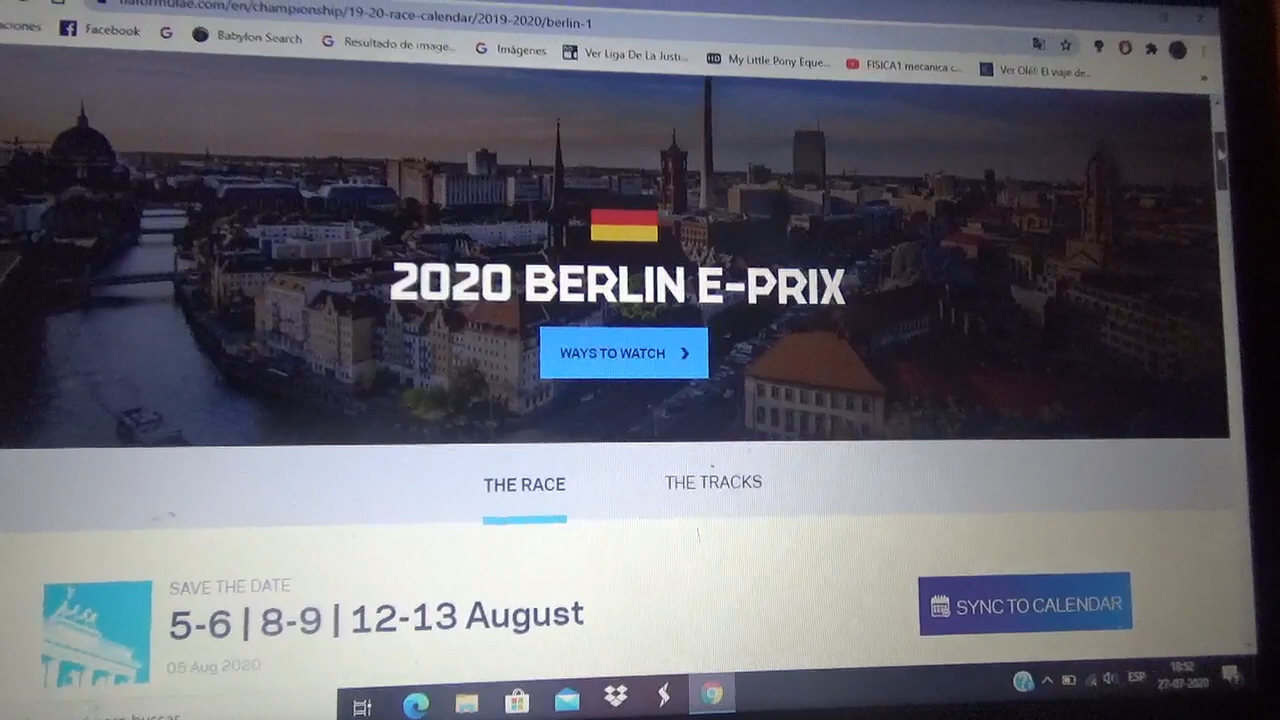 fiaformulae.com/en/championship/19-20-race-calendar/2019-2020/berlin-1
Facebook
Babylon Search
Resultado de image...
Imágenes
Ver Liga De La Justi...
My Little Pony Eque...
FISICA1 mecanica c...
Ver Olé!: El viaje de...
2020 BERLIN E-PRIX
WAYS TO WATCH
THE RACE
THE TRACKS
SAVE THE DATE
5-6 | 8-9 | 12-13 August
05 Aug 2020
SYNC TO CALENDAR
ESP
18:52
27-07-2020